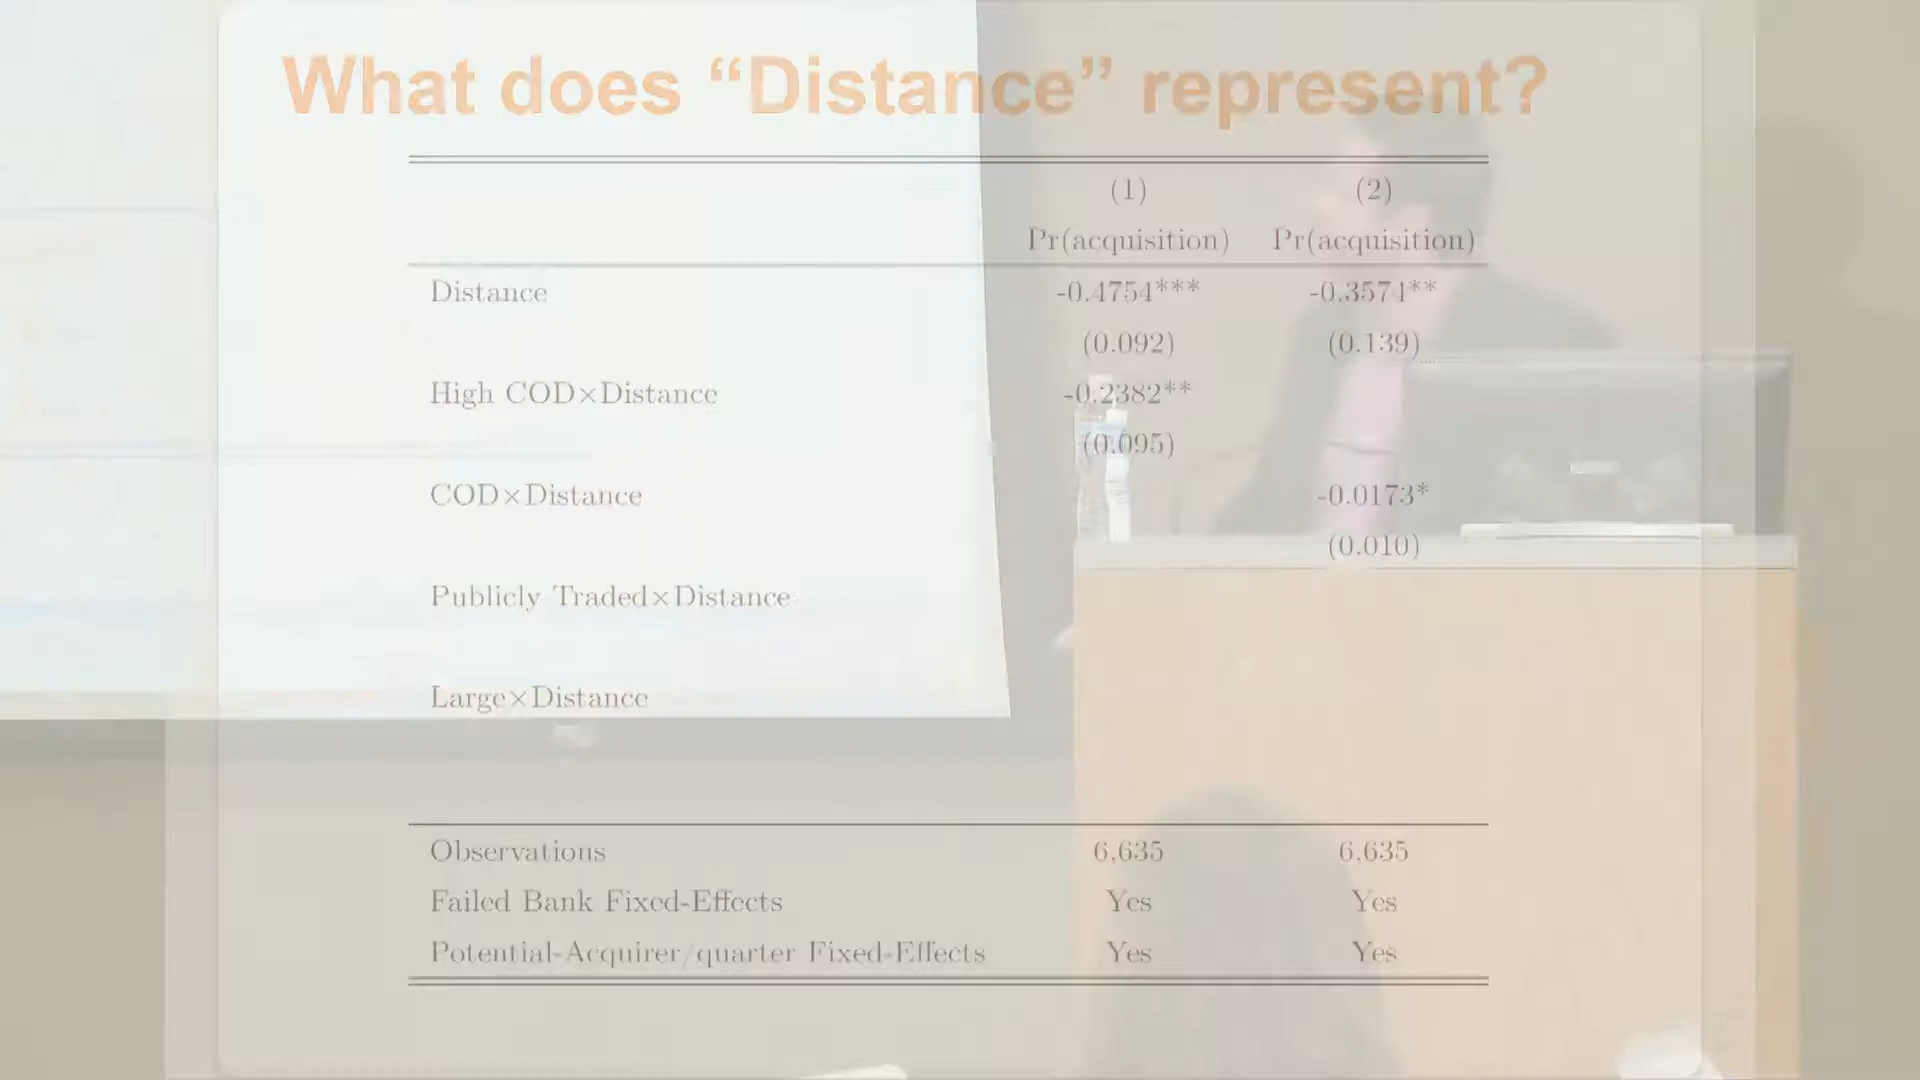 What does “Distance” represent?
(1) (2)
Pr(acquisition) Pr(acquisition)
Distance -0.4754*** -0.3574**
(0.092) (0.139)
High COD×Distance -0.2382**
(0.095)
COD×Distance -0.0173*
(0.010)
Publicly Traded×Distance
Large×Distance
Observations 6,635 6,635
Failed Bank Fixed-Effects Yes Yes
Potential-Acquirer/quarter Fixed-Effects Yes Yes